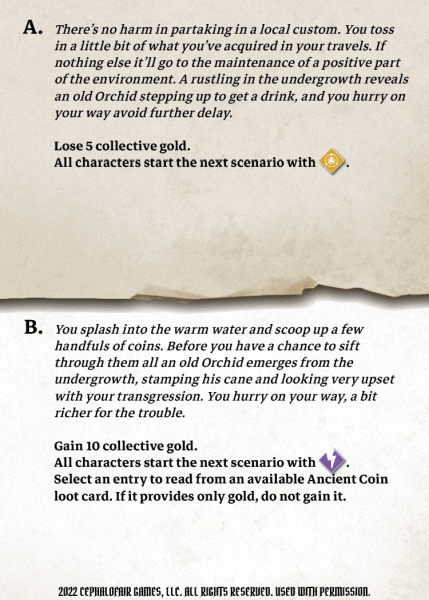 A. There's no harm in partaking in a local custom. You toss
in a little bit of what you've acquired in your travels. If
nothing else it'll go to the maintenance of a positive part
of the environment. A rustling in the undergrowth reveals
an old Orchid stepping up to get a drink, and you hurry on
your way avoid further delay.
Lose 5 collective gold.
All characters start the next scenario with .
B. You splash into the warm water and scoop up a few
handfuls of coins. Before you have a chance to sift
through them all an old Orchid emerges from the
undergrowth, stamping his cane and looking very upset
with your transgression. You hurry on your way, a bit
richer for the trouble.
Gain 10 collective gold.
All characters start the next scenario with .
Select an entry to read from an available Ancient Coin
loot card. If it provides only gold, do not gain it.
2022 CEPHALOFAIR GAMES, LLC. ALL RIGHTS RESERVED. USED WITH PERMISSION.